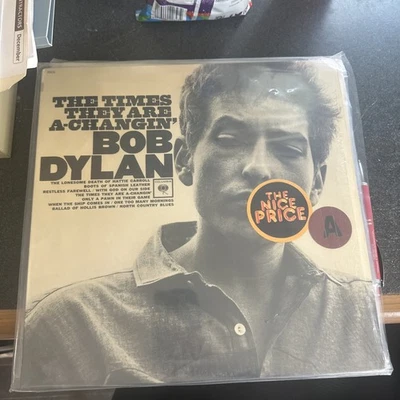 THE TIMES
THEY ARE
A-CHANGIN'
BOB
DYLAN
THE LONESOME DEATH OF HATTIE CARROLL
BOOTS OF SPANISH LEATHER
RESTLESS FAREWELL / WITH GOD ON OUR SIDE
THE TIMES THEY ARE A-CHANGIN'
ONLY A PAWN IN THEIR GAME
WHEN THE SHIP COMES IN / ONE TOO MANY MORNINGS
BALLAD OF HOLLIS BROWN / NORTH COUNTRY BLUES
THE
NICE
PRICE
A
December